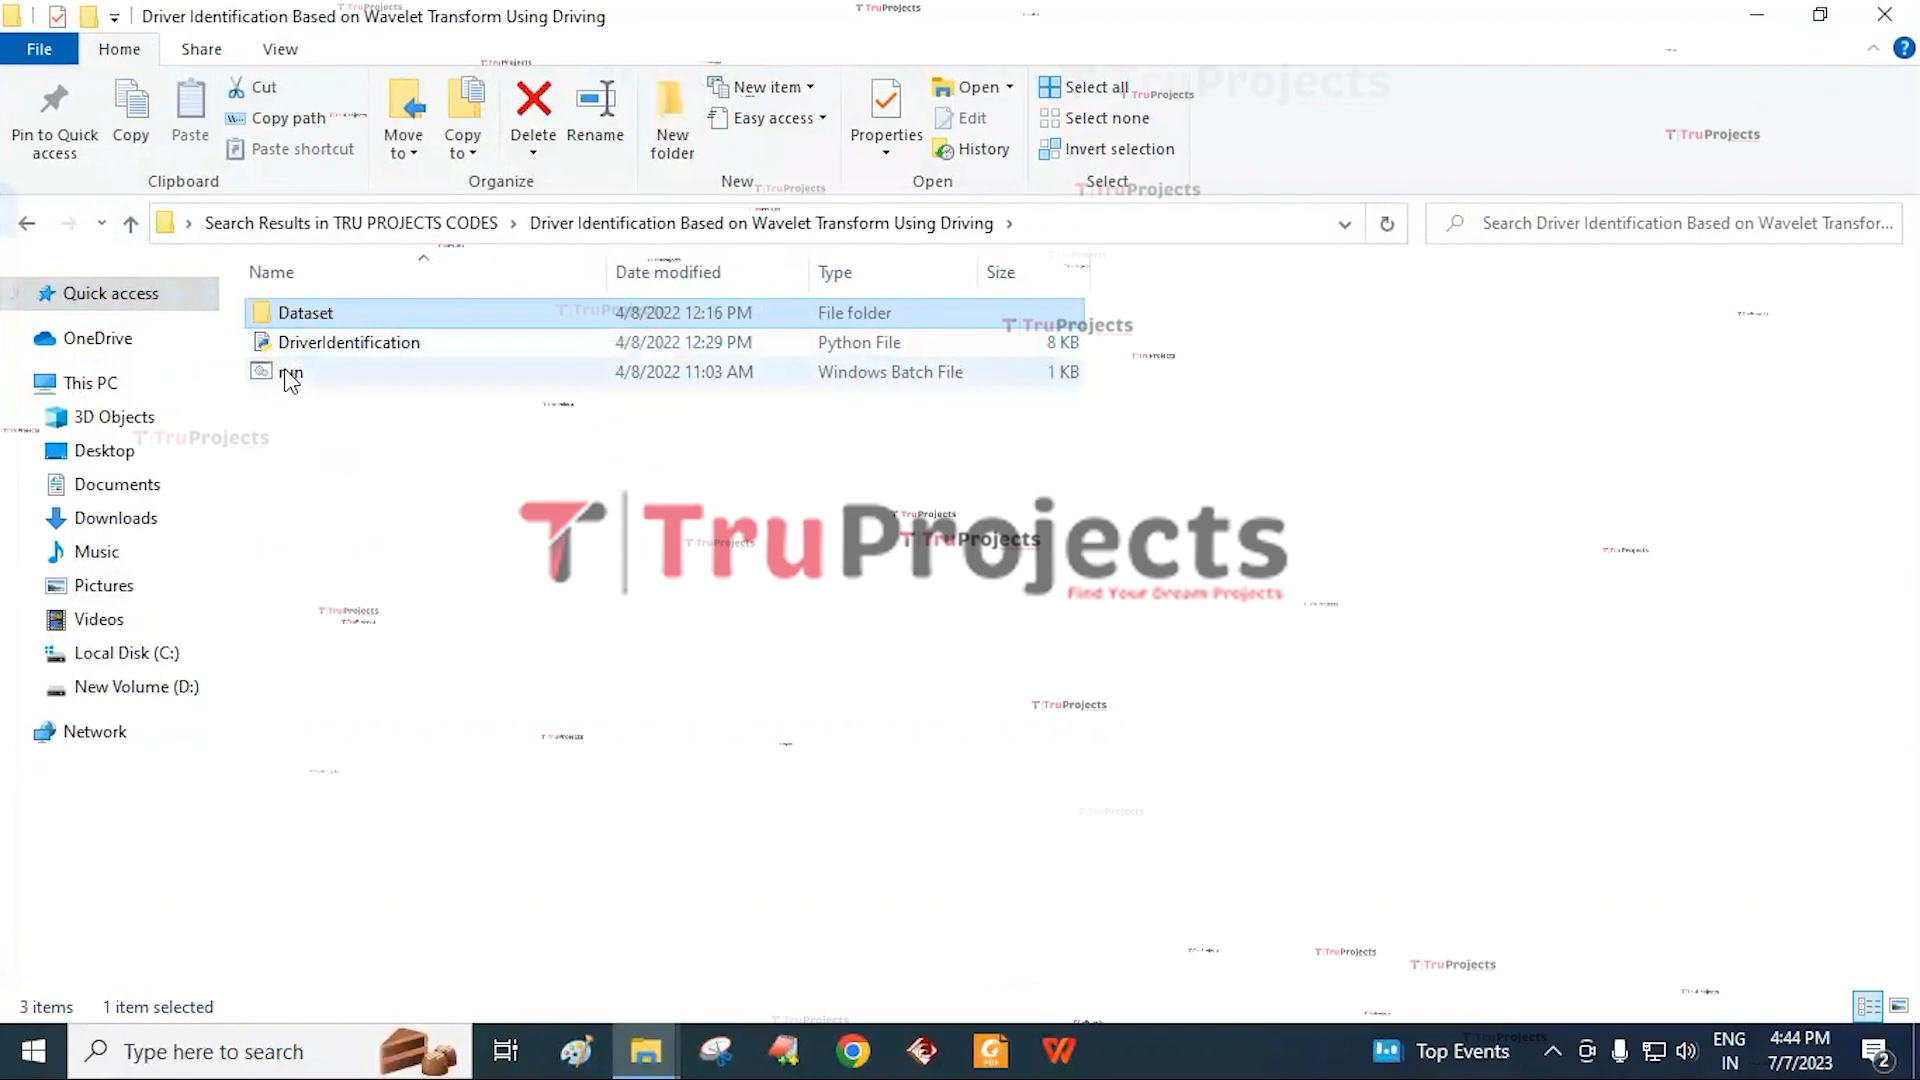 Driver Identification Based on Wavelet Transform Using Driving
File Home Share View
Pin to Quick access
Copy
Paste
Cut
Copy path
Paste shortcut
Clipboard
Move to
Copy to
Delete
Rename
Organize
New folder
New item
Easy access
New
Properties
Open
Edit
History
Open
Select all
Select none
Invert selection
Select
Search Results in TRU PROJECTS CODES > Driver Identification Based on Wavelet Transform Using Driving >
Search Driver Identification Based on Wavelet Transfor...
Name Date modified Type Size
Dataset 4/8/2022 12:16 PM File folder
DriverIdentification 4/8/2022 12:29 PM Python File 8 KB
run 4/8/2022 11:03 AM Windows Batch File 1 KB
Quick access
OneDrive
This PC
3D Objects
Desktop
Documents
Downloads
Music
Pictures
Videos
Local Disk (C:)
New Volume (D:)
Network
TruProjects
Find Your Dream Projects
3 items 1 item selected
Type here to search
Top Events
ENG
IN
4:44 PM
7/7/2023
2